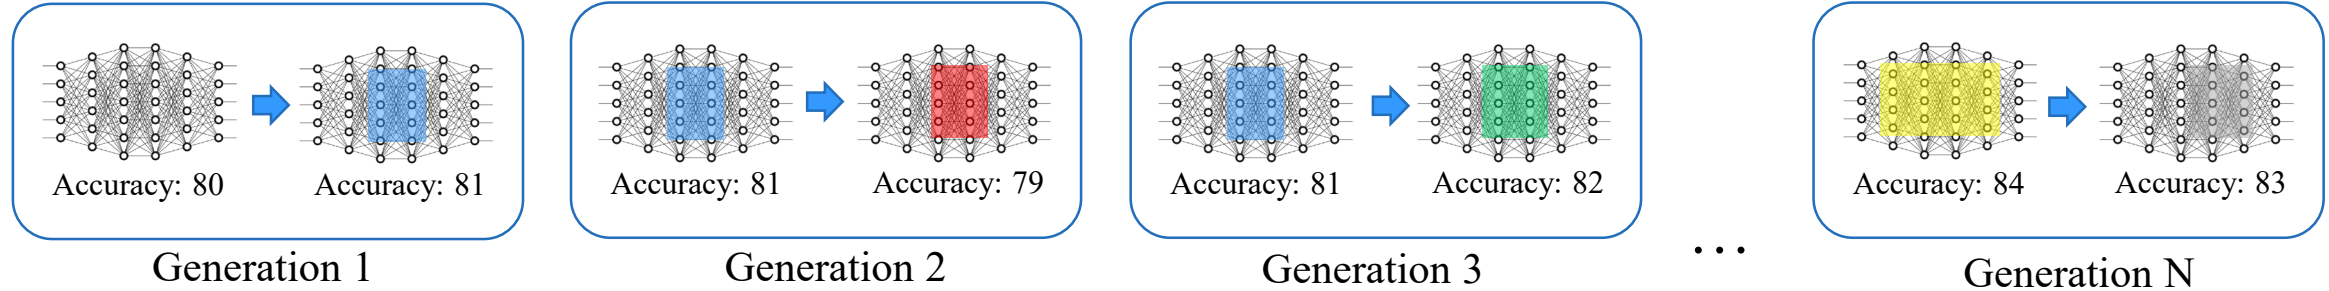 Accuracy: 80
Accuracy: 81
Generation 1
Accuracy: 81
Accuracy: 79
Generation 2
Accuracy: 81
Accuracy: 82
Generation 3
...
Accuracy: 84
Accuracy: 83
Generation N